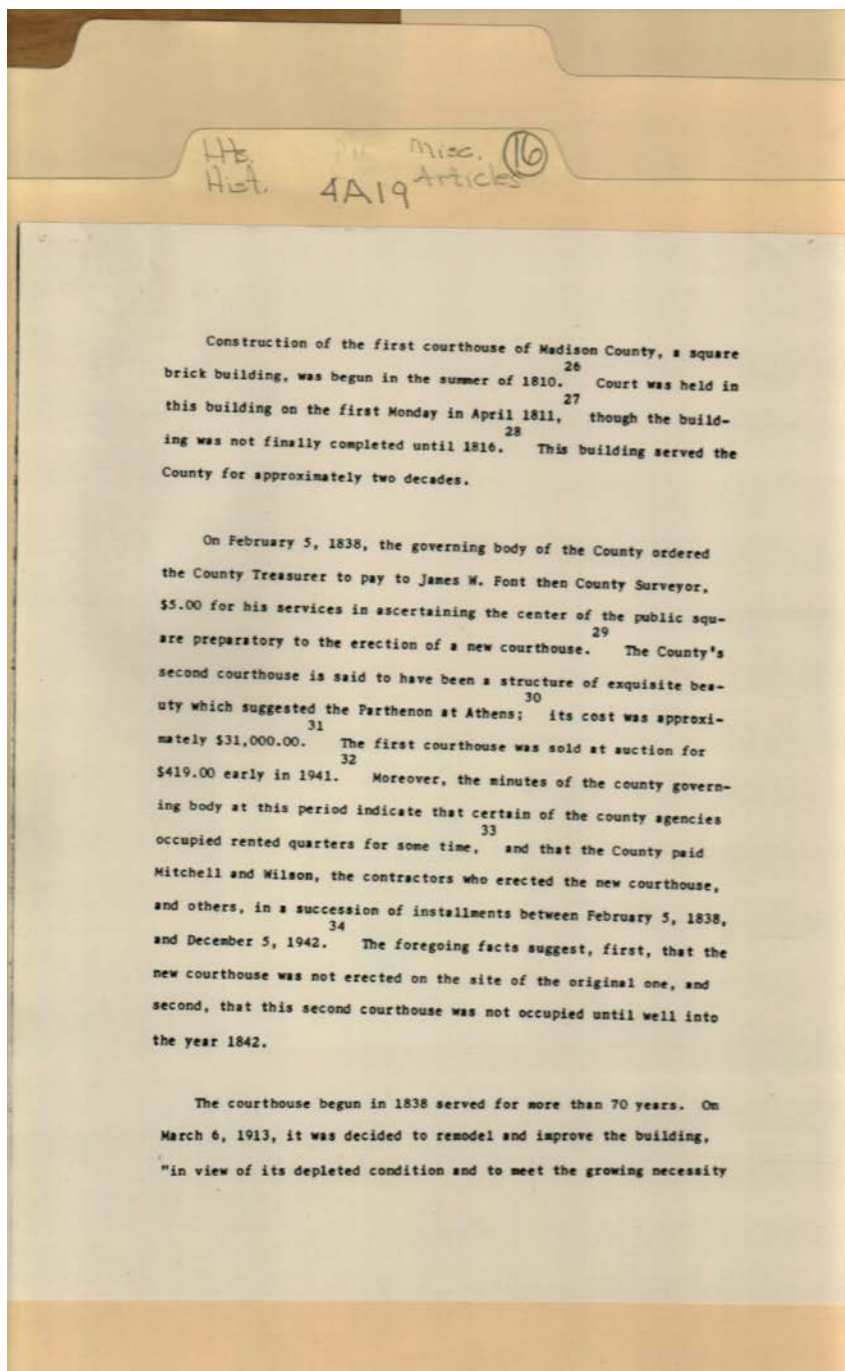 Hts. Misc. 16
Hist. 4A19 Articles
Construction of the first courthouse of Madison County, a square
26
brick building, was begun in the summer of 1810. Court was held in
27
this building on the first Monday in April 1811, though the build-
28
ing was not finally completed until 1816. This building served the
County for approximately two decades.
On February 5, 1838, the governing body of the County ordered
the County Treasurer to pay to James W. Font then County Surveyor,
$5.00 for his services in ascertaining the center of the public squ-
29
are preparatory to the erection of a new courthouse. The County's
second courthouse is said to have been a structure of exquisite bea-
30
uty which suggested the Parthenon at Athens; its cost was approxi-
31
mately $31,000.00. The first courthouse was sold at auction for
32
$419.00 early in 1941. Moreover, the minutes of the county govern-
ing body at this period indicate that certain of the county agencies
33
occupied rented quarters for some time, and that the County paid
Mitchell and Wilson, the contractors who erected the new courthouse,
and others, in a succession of installments between February 5, 1838,
34
and December 5, 1942. The foregoing facts suggest, first, that the
new courthouse was not erected on the site of the original one, and
second, that this second courthouse was not occupied until well into
the year 1842.
The courthouse begun in 1838 served for more than 70 years. On
March 6, 1913, it was decided to remodel and improve the building,
"in view of its depleted condition and to meet the growing necessity